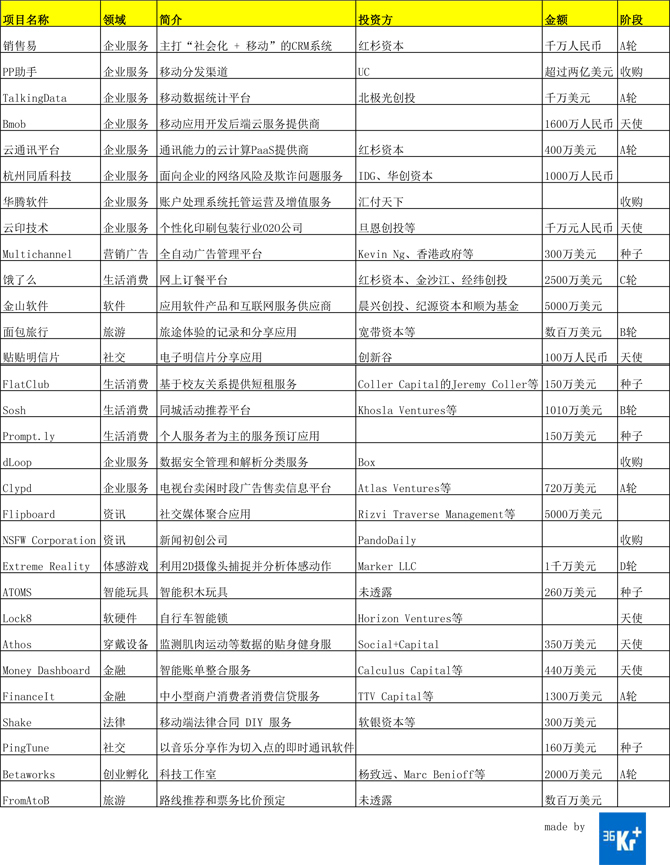 项目名称 领域 简介 投资方 金额 阶段
销售易 企业服务 主打“社会化 + 移动”的CRM系统 红杉资本 千万人民币 A轮
PP助手 企业服务 移动分发渠道 UC 超过两亿美元 收购
TalkingData 企业服务 移动数据统计平台 北极光创投 千万美元 A轮
Bmob 企业服务 移动应用开发后端云服务提供商 1600万人民币 天使
云通讯平台 企业服务 通讯能力的云计算PaaS提供商 红杉资本 400万美元 A轮
杭州同盾科技 企业服务 面向企业的网络风险及欺诈问题服务 IDG、华创资本 1000万人民币
华腾软件 企业服务 账户处理系统托管运营及增值服务 汇付天下 收购
云印技术 企业服务 个性化印刷包装行业O2O公司 旦恩创投等 千万元人民币 天使
Multichannel 营销广告 全自动广告管理平台 Kevin Ng、香港政府等 300万美元 种子
饿了么 生活消费 网上订餐平台 红杉资本、金沙江、经纬创投 2500万美元 C轮
金山软件 软件 应用软件产品和互联网服务供应商 晨兴创投、纪源资本和顺为基金 5000万美元
面包旅行 旅游 旅途体验的记录和分享应用 宽带资本等 数百万美元 B轮
贴贴明信片 社交 电子明信片分享应用 创新谷 100万人民币 天使
FlatClub 生活消费 基于校友关系提供短租服务 Coller Capital的Jeremy Coller等 150万美元 种子
Sosh 生活消费 同城活动推荐平台 Khosla Ventures等 1010万美元 B轮
Prompt.ly 生活消费 个人服务者为主的服务预订应用 150万美元 种子
dLoop 企业服务 数据安全管理和解析分类服务 Box 收购
Clypd 企业服务 电视台卖闲时段广告售卖信息平台 Atlas Ventures等 720万美元 A轮
Flipboard 资讯 社交媒体聚合应用 Rizvi Traverse Management等 5000万美元
NSFW Corporation 资讯 新闻初创公司 PandoDaily 收购
Extreme Reality 体感游戏 利用2D摄像头捕捉并分析体感动作 Marker LLC 1千万美元 D轮
ATOMS 智能玩具 智能积木玩具 未透露 260万美元 种子
Lock8 软硬件 自行车智能锁 Horizon Ventures等 天使
Athos 穿戴设备 监测肌肉运动等数据的贴身健身服 Social+Capital 350万美元 天使
Money Dashboard 金融 智能账单整合服务 Calculus Capital等 440万美元 天使
FinanceIt 金融 中小型商户消费者消费信贷服务 TTV Capital等 1300万美元 A轮
Shake 法律 移动端法律合同 DIY 服务 软银资本等 300万美元
PingTune 社交 以音乐分享作为切入点的即时通讯软件 160万美元 种子
Betaworks 创业孵化 科技工作室 杨致远、Marc Benioff等 2000万美元 A轮
FromAtoB 旅游 路线推荐和票务比价预定 未透露 数百万美元
made by 36Kr+